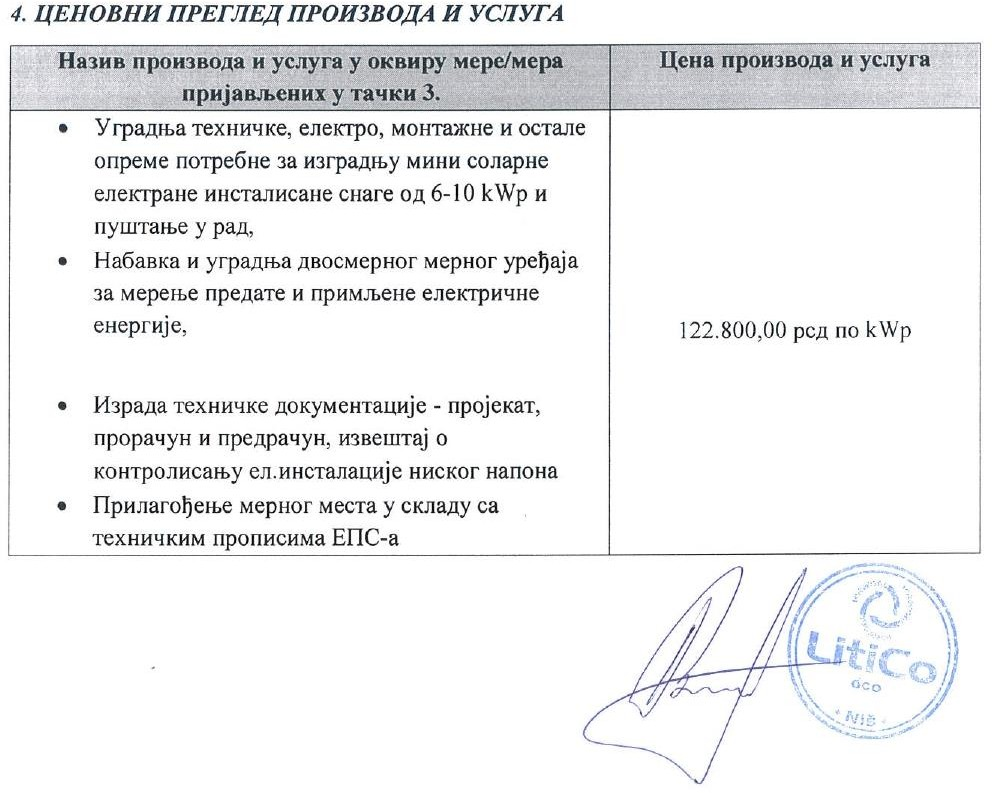 4. ЦЕНОВНИ ПРЕГЛЕД ПРОИЗВОДА И УСЛУГА
Назив производа и услуга у оквиру мере/мера
пријављених у тачки 3.
Цена производа и услуга
• Уградња техничке, електро, монтажне и остале
опреме потребне за изградњу мини соларне
електране инсталисане снаге од 6-10 kWp и
пуштање у рад,
• Набавка и уградња двосмерног мерног уређаја
за мерење предате и примљене електричне
енергије,
• Израда техничке документације - пројекат,
прорачун и предрачун, извештај о
контролисању ел.инсталације ниског напона
• Прилагођење мерног места у складу са
техничким прописима ЕПС-а
122.800,00 рсд по kWp
LitiCo
DOO
NIŠ